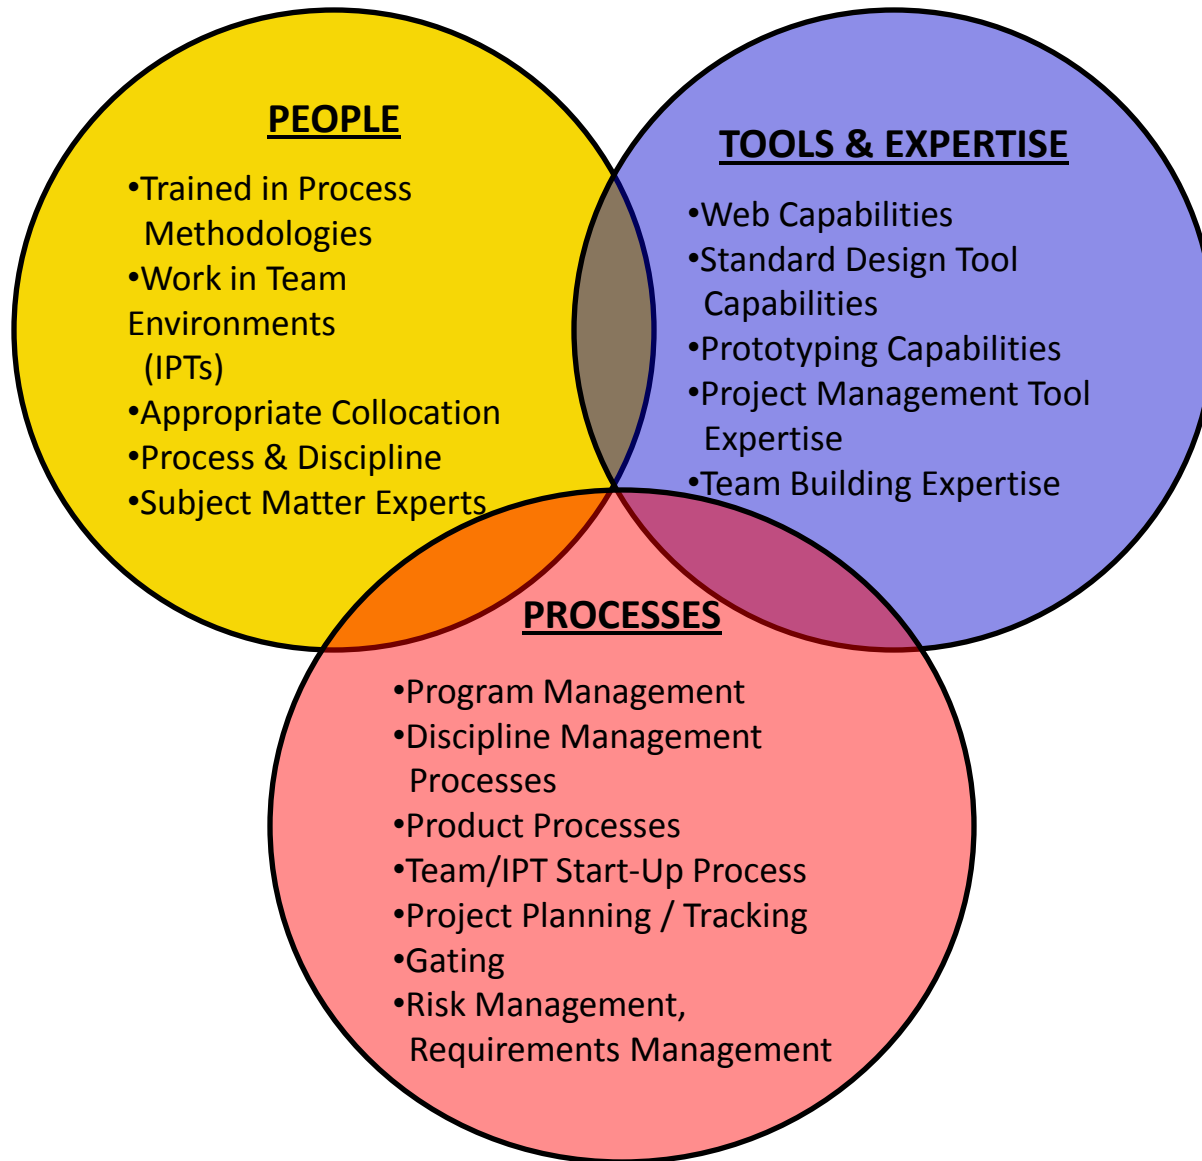 PEOPLE
•Trained in Process
Methodologies
•Work in Team
Environments
(IPTs)
•Appropriate Collocation
•Process & Discipline
•Subject Matter Experts
TOOLS & EXPERTISE
•Web Capabilities
•Standard Design Tool
Capabilities
•Prototyping Capabilities
•Project Management Tool
Expertise
•Team Building Expertise
PROCESSES
•Program Management
•Discipline Management
Processes
•Product Processes
•Team/IPT Start-Up Process
•Project Planning / Tracking
•Gating
•Risk Management,
Requirements Management